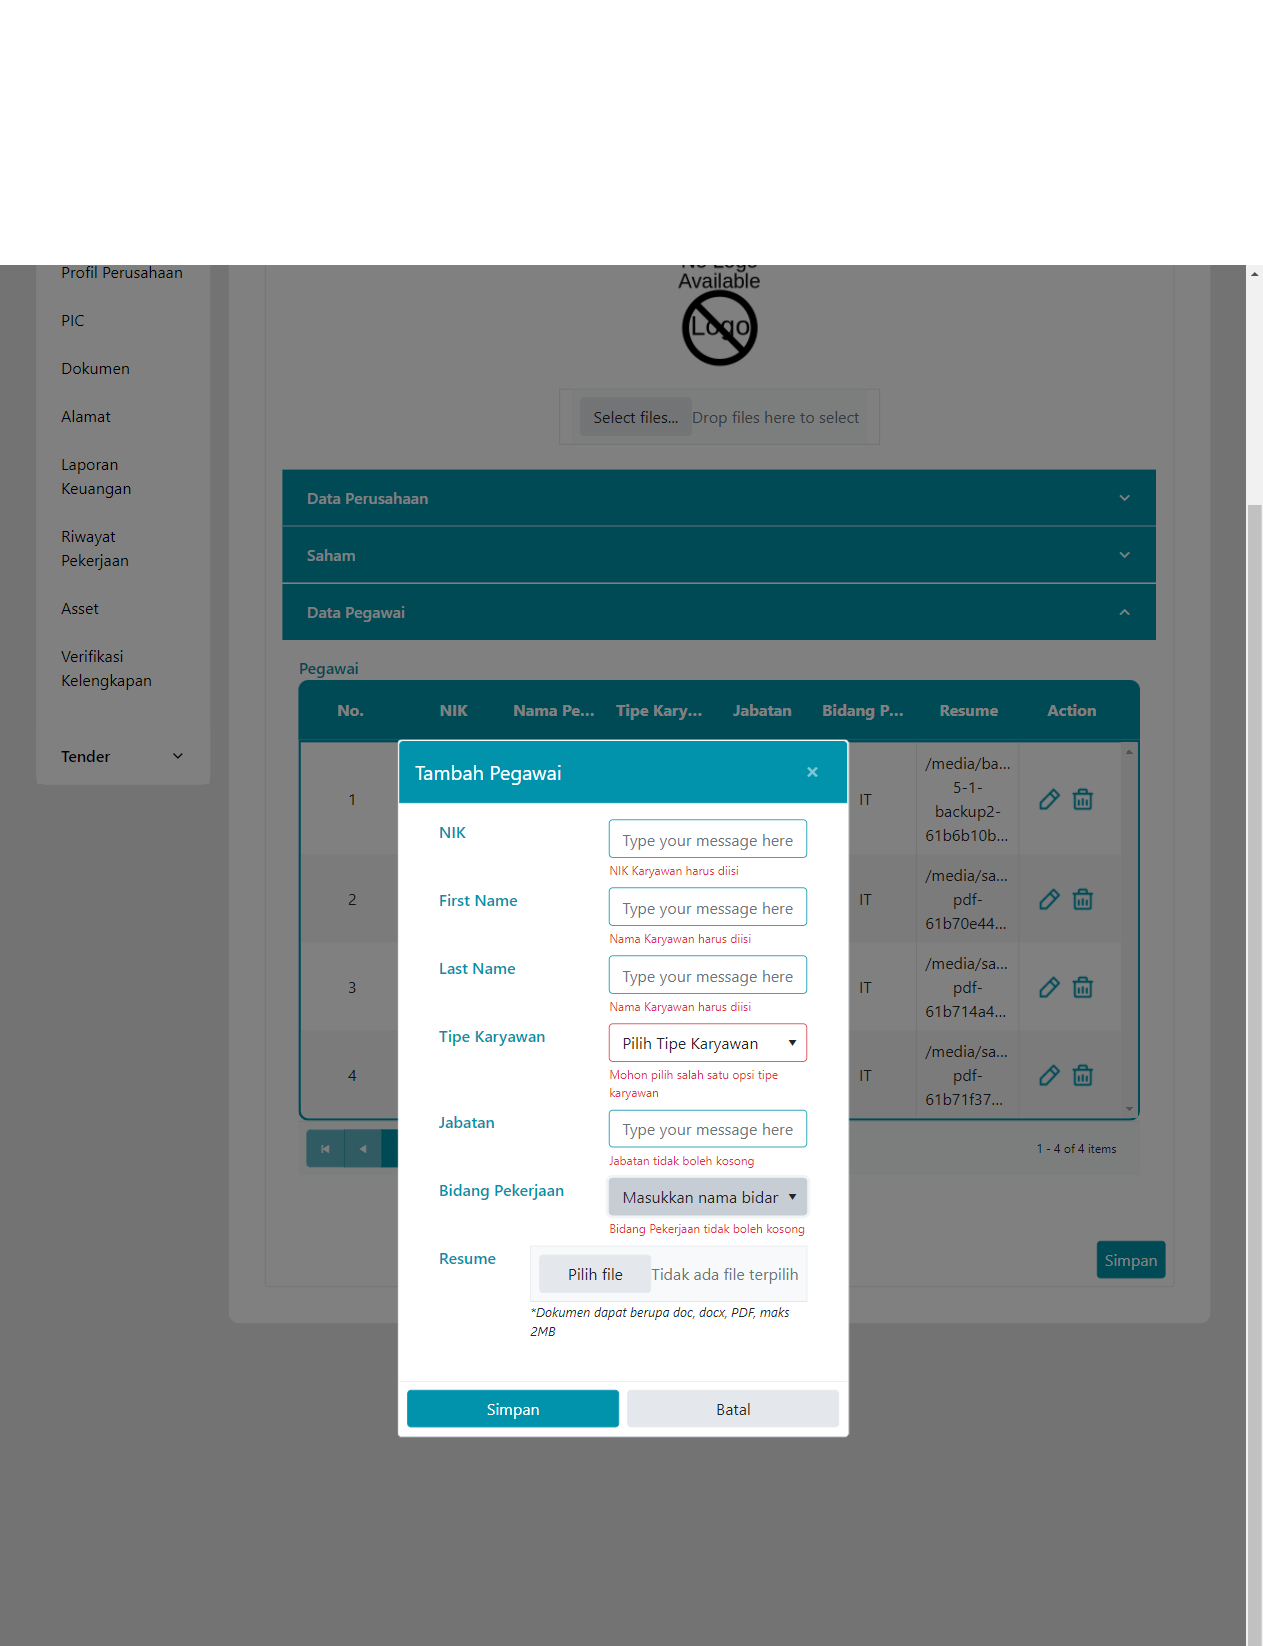 Profil Perusahaan
PIC
Dokumen
Alamat
Laporan
Keuangan
Riwayat
Pekerjaan
Asset
Verifikasi
Kelengkapan
Tender
No Logo
Available
Logo
Select files...
Drop files here to select
Data Perusahaan
Saham
Data Pegawai
Pegawai
No.
NIK
Nama Pe...
Tipe Kary...
Jabatan
Bidang P...
Resume
Action
1
IT
/media/ba...
5-1-
backup2-
61b6b10b...
2
IT
/media/sa...
pdf-
61b70e44...
3
IT
/media/sa...
pdf-
61b714a4...
4
IT
/media/sa...
pdf-
61b71f37...
1 - 4 of 4 items
Simpan
Tambah Pegawai
NIK
Type your message here
NIK Karyawan harus diisi
First Name
Type your message here
Nama Karyawan harus diisi
Last Name
Type your message here
Nama Karyawan harus diisi
Tipe Karyawan
Pilih Tipe Karyawan
Mohon pilih salah satu opsi tipe
karyawan
Jabatan
Type your message here
Jabatan tidak boleh kosong
Bidang Pekerjaan
Masukkan nama bidar
Bidang Pekerjaan tidak boleh kosong
Resume
Pilih file
Tidak ada file terpilih
*Dokumen dapat berupa doc, docx, PDF, maks
2MB
Simpan
Batal